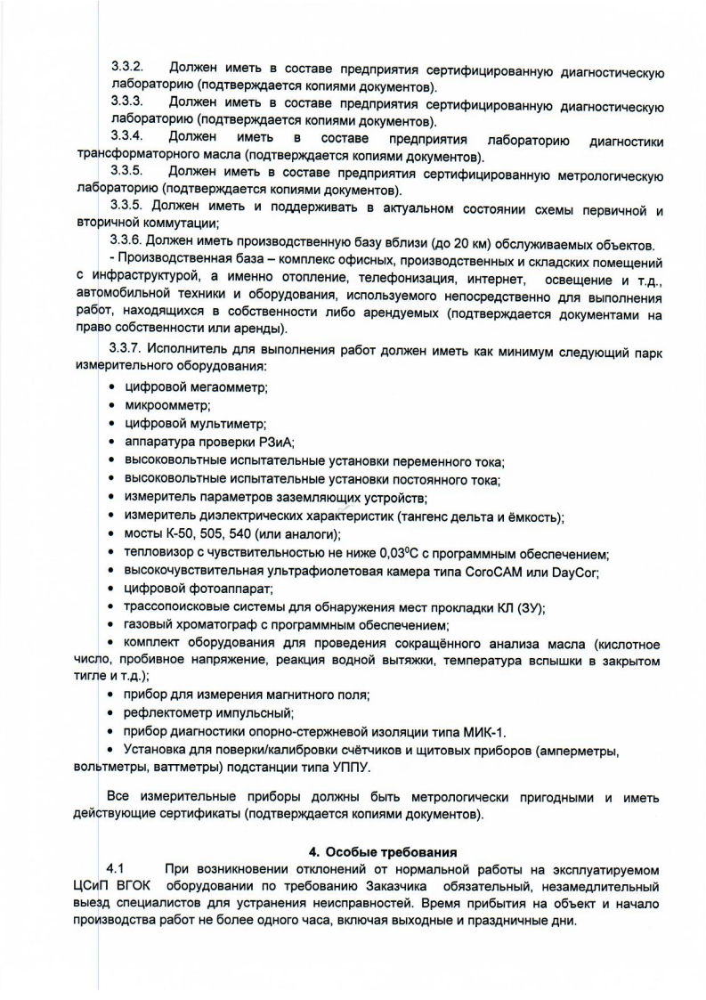 3.3.2. Должен иметь в составе предприятия сертифицированную диагностическую
лабораторию (подтверждается копиями документов).
3.3.3. Должен иметь в составе предприятия сертифицированную диагностическую
лабораторию (подтверждается копиями документов).
3.3.4. Должен иметь в составе предприятия лабораторию диагностики
трансформаторного масла (подтверждается копиями документов).
3.3.5. Должен иметь в составе предприятия сертифицированную метрологическую
лабораторию (подтверждается копиями документов).
3.3.5. Должен иметь и поддерживать в актуальном состоянии схемы первичной и
вторичной коммутации;
3.3.6. Должен иметь производственную базу вблизи (до 20 км) обслуживаемых объектов.
- Производственная база – комплекс офисных, производственных и складских помещений
с инфраструктурой, а именно отопление, телефонизация, интернет, освещение и т.д.,
автомобильной техники и оборудования, используемого непосредственно для выполнения
работ, находящихся в собственности либо арендуемых (подтверждается документами на
право собственности или аренды).
3.3.7. Исполнитель для выполнения работ должен иметь как минимум следующий парк
измерительного оборудования:
• цифровой мегаомметр;
• микроомметр;
• цифровой мультиметр;
• аппаратура проверки РЗиА;
• высоковольтные испытательные установки переменного тока;
• высоковольтные испытательные установки постоянного тока;
• измеритель параметров заземляющих устройств;
• измеритель диэлектрических характеристик (тангенс дельта и ёмкость);
• мосты К-50, 505, 540 (или аналоги);
• тепловизор с чувствительностью не ниже 0,03⁰С с программным обеспечением;
• высокочувствительная ультрафиолетовая камера типа CoroCAM или DayCor;
• цифровой фотоаппарат;
• трассопоисковые системы для обнаружения мест прокладки КЛ (ЗУ);
• газовый хроматограф с программным обеспечением;
• комплект оборудования для проведения сокращённого анализа масла (кислотное
число, пробивное напряжение, реакция водной вытяжки, температура вспышки в закрытом
тигле и т.д.);
• прибор для измерения магнитного поля;
• рефлектометр импульсный;
• прибор диагностики опорно-стержневой изоляции типа МИК-1.
• Установка для поверки/калибровки счётчиков и щитовых приборов (амперметры,
вольтметры, ваттметры) подстанции типа УППУ.
Все измерительные приборы должны быть метрологически пригодными и иметь
действующие сертификаты (подтверждается копиями документов).
4. Особые требования
4.1 При возникновении отклонений от нормальной работы на эксплуатируемом
ЦСиП ВГОК оборудовании по требованию Заказчика обязательный, незамедлительный
выезд специалистов для устранения неисправностей. Время прибытия на объект и начало
производства работ не более одного часа, включая выходные и праздничные дни.